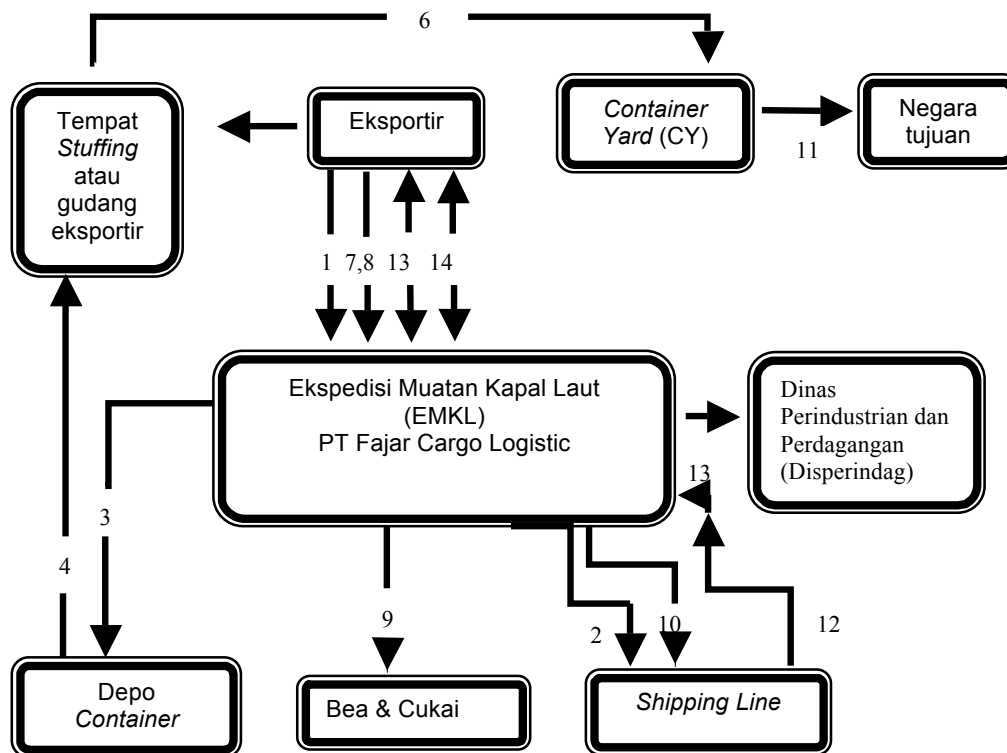 6
Tempat
Stuffing
atau
gudang
eksportir
Eksportir
Container
Yard (CY)
Negara
tujuan
11
1 7,8 13 14
Ekspedisi Muatan Kapal Laut
(EMKL)
PT Fajar Cargo Logistic
Dinas
Perindustrian dan
Perdagangan
(Disperindag)
13
3
4
9
2
10
12
Depo
Container
Bea & Cukai
Shipping Line